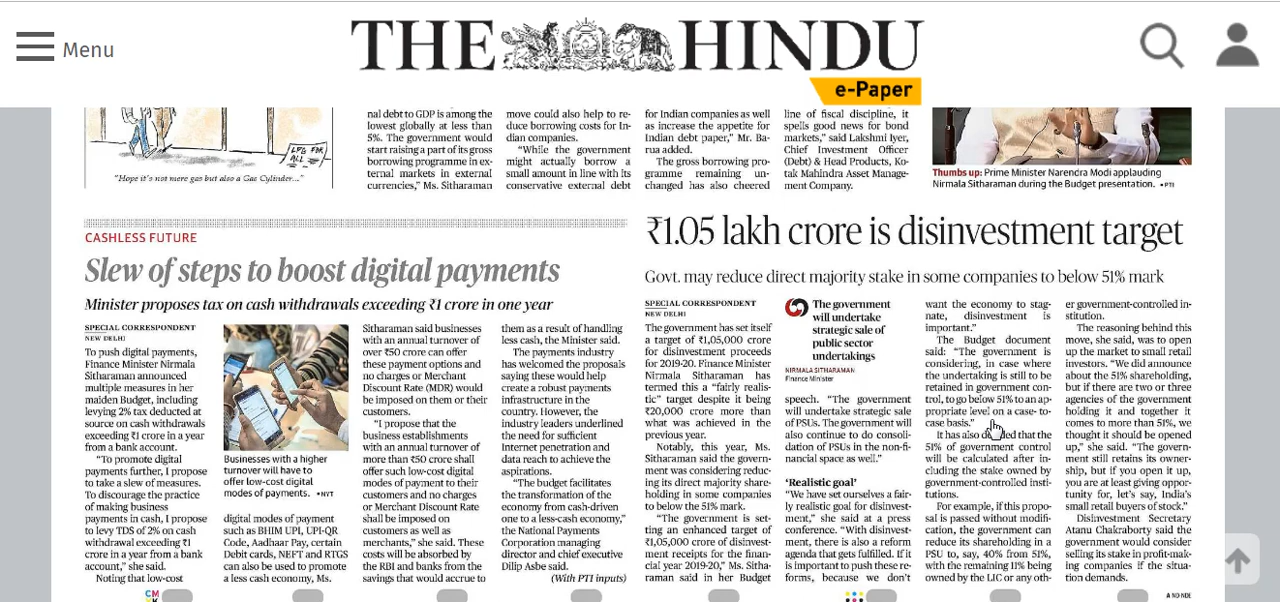 Menu
THE HINDU
e-Paper
LPG FOR
ALL
"Hope it's not mere gas but also a Gas Cylinder..."
nal debt to GDP is among the
lowest globally at less than
5%. The government would
start raising a part of its gross
borrowing programme in ex-
ternal markets in external
currencies," Ms. Sitharaman
move could also help to re-
duce borrowing costs for In-
dian companies.
"While the government
might actually borrow a
small amount in line with its
conservative external debt
for Indian companies as well
as increase the appetite for
Indian debt paper," Mr. Ba-
rua added.
The gross borrowing pro-
gramme remaining un-
changed has also cheered
line of fiscal discipline, it
spells good news for bond
markets," said Lakshmi Iyer,
Chief Investment Officer
(Debt) & Head Products, Ko-
tak Mahindra Asset Manage-
ment Company.
Thumbs up: Prime Minister Narendra Modi applauding
Nirmala Sitharaman during the Budget presentation. •PTI
CASHLESS FUTURE
Slew of steps to boost digital payments
Minister proposes tax on cash withdrawals exceeding ₹1 crore in one year
SPECIAL CORRESPONDENT
NEW DELHI
To push digital payments,
Finance Minister Nirmala
Sitharaman announced
multiple measures in her
maiden Budget, including
levying 2% tax deducted at
source on cash withdrawals
exceeding ₹1 crore in a year
from a bank account.
"To promote digital
payments further, I propose
to take a slew of measures.
To discourage the practice
of making business
payments in cash, I propose
to levy TDS of 2% on cash
withdrawal exceeding ₹1
crore in a year from a bank
account," she said.
Noting that low-cost
Businesses with a higher
turnover will have to
offer low-cost digital
modes of payments. •NYT
digital modes of payment
such as BHIM UPI, UPI-QR
Code, Aadhaar Pay, certain
Debit cards, NEFT and RTGS
can also be used to promote
a less cash economy, Ms.
Sitharaman said businesses
with an annual turnover of
over ₹50 crore can offer
these payment options and
no charges or Merchant
Discount Rate (MDR) would
be imposed on them or their
customers.
"I propose that the
business establishments
with an annual turnover of
more than ₹50 crore shall
offer such low-cost digital
modes of payment to their
customers and no charges
or Merchant Discount Rate
shall be imposed on
customers as well as
merchants," she said. These
costs will be absorbed by
the RBI and banks from the
savings that would accrue to
them as a result of handling
less cash, the Minister said.
The payments industry
has welcomed the proposals
saying these would help
create a robust payments
infrastructure in the
country. However, the
industry leaders underlined
the need for sufficient
Internet penetration and
data reach to achieve the
aspirations.
"The budget facilitates
the transformation of the
economy from cash-driven
one to a less-cash economy,"
the National Payments
Corporation managing
director and chief executive
Dilip Asbe said.
(With PTI inputs)
₹1.05 lakh crore is disinvestment target
Govt. may reduce direct majority stake in some companies to below 51% mark
SPECIAL CORRESPONDENT
NEW DELHI
The government has set itself
a target of ₹1,05,000 crore
for disinvestment proceeds
for 2019-20. Finance Minister
Nirmala Sitharaman has
termed this a "fairly realis-
tic" target despite it being
₹20,000 crore more than
what was achieved in the
previous year.
Notably, this year, Ms.
Sitharaman said the govern-
ment was considering reduc-
ing its direct majority share-
holding in some companies
to below the 51% mark.
"The government is set-
ting an enhanced target of
₹1,05,000 crore of disinvest-
ment receipts for the finan-
cial year 2019-20," Ms. Sitha-
raman said in her Budget
The government
will undertake
strategic sale of
public sector
undertakings
NIRMALA SITHARAMAN
Finance Minister
speech. "The government
will undertake strategic sale
of PSUs. The government will
also continue to do consoli-
dation of PSUs in the non-fi-
nancial space as well."
'Realistic goal'
"We have set ourselves a fair-
ly realistic goal for disinvest-
ment," she said at a press
conference. "With disinvest-
ment, there is also a reform
agenda that gets fulfilled. If it
is important to push these re-
forms, because we don't
want the economy to stag-
nate, disinvestment is
important."
The Budget document
said: "The government is
considering, in case where
the undertaking is still to be
retained in government con-
trol, to go below 51% to an ap-
propriate level on a case-to-
case basis."
It has also decided that the
51% of government control
will be calculated after in-
cluding the stake owned by
government-controlled insti-
tutions.
For example, if this propo-
sal is passed without modifi-
cation, the government can
reduce its shareholding in a
PSU to, say, 40% from 51%,
with the remaining 11% being
owned by the LIC or any oth-
er government-controlled in-
stitution.
The reasoning behind this
move, she said, was to open
up the market to small retail
investors. "We did announce
about the 51% shareholding,
but if there are two or three
agencies of the government
holding it and together it
comes to more than 51%, we
thought it should be opened
up," she said. "The govern-
ment still retains its owner-
ship, but if you open it up,
you are at least giving oppor-
tunity for, let's say, India's
small retail buyers of stock."
Disinvestment Secretary
Atanu Chakraborty said the
government would consider
selling its stake in profit-mak-
ing companies if the situa-
tion demands.
CM
A ND-NDE